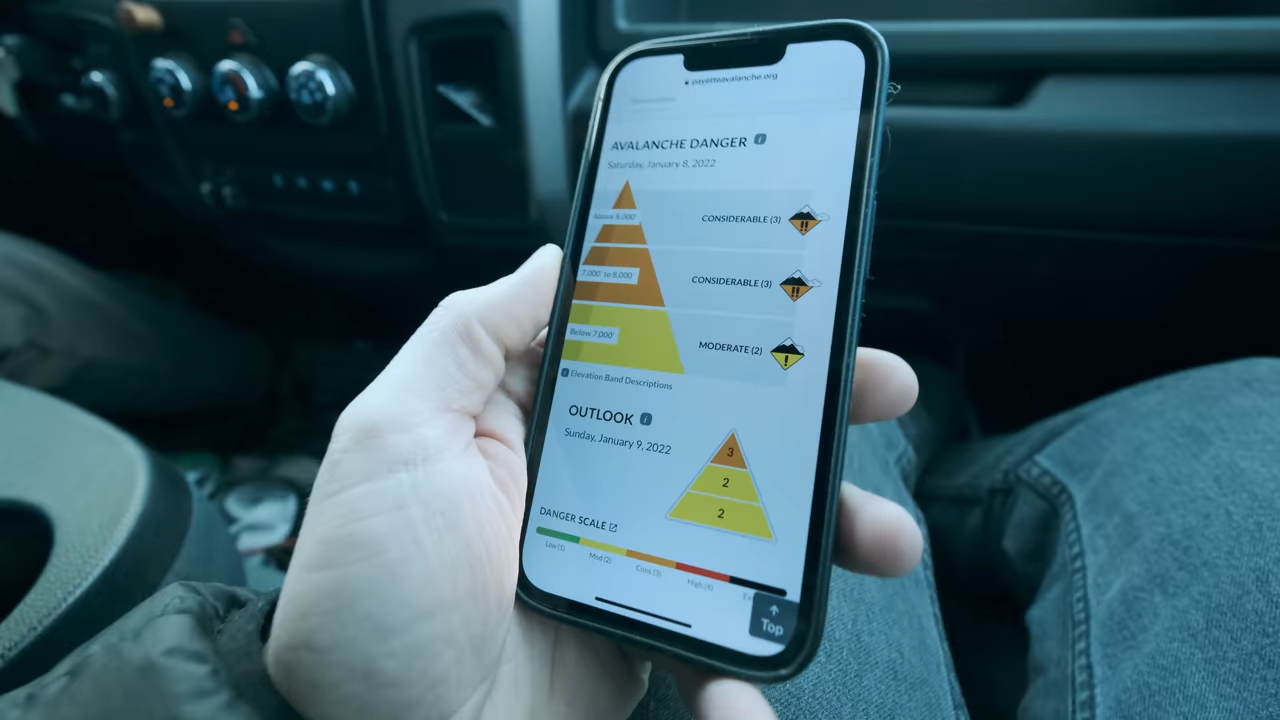 payetteavalanche.org
AVALANCHE DANGER
Saturday, January 8, 2022
Above 8,000'
CONSIDERABLE (3)
7,000' to 8,000'
CONSIDERABLE (3)
Below 7,000'
MODERATE (2)
Elevation Band Descriptions
OUTLOOK
Sunday, January 9, 2022
3
2
2
DANGER SCALE
Low (1)
Mod (2)
Cons (3)
High (4)
Top